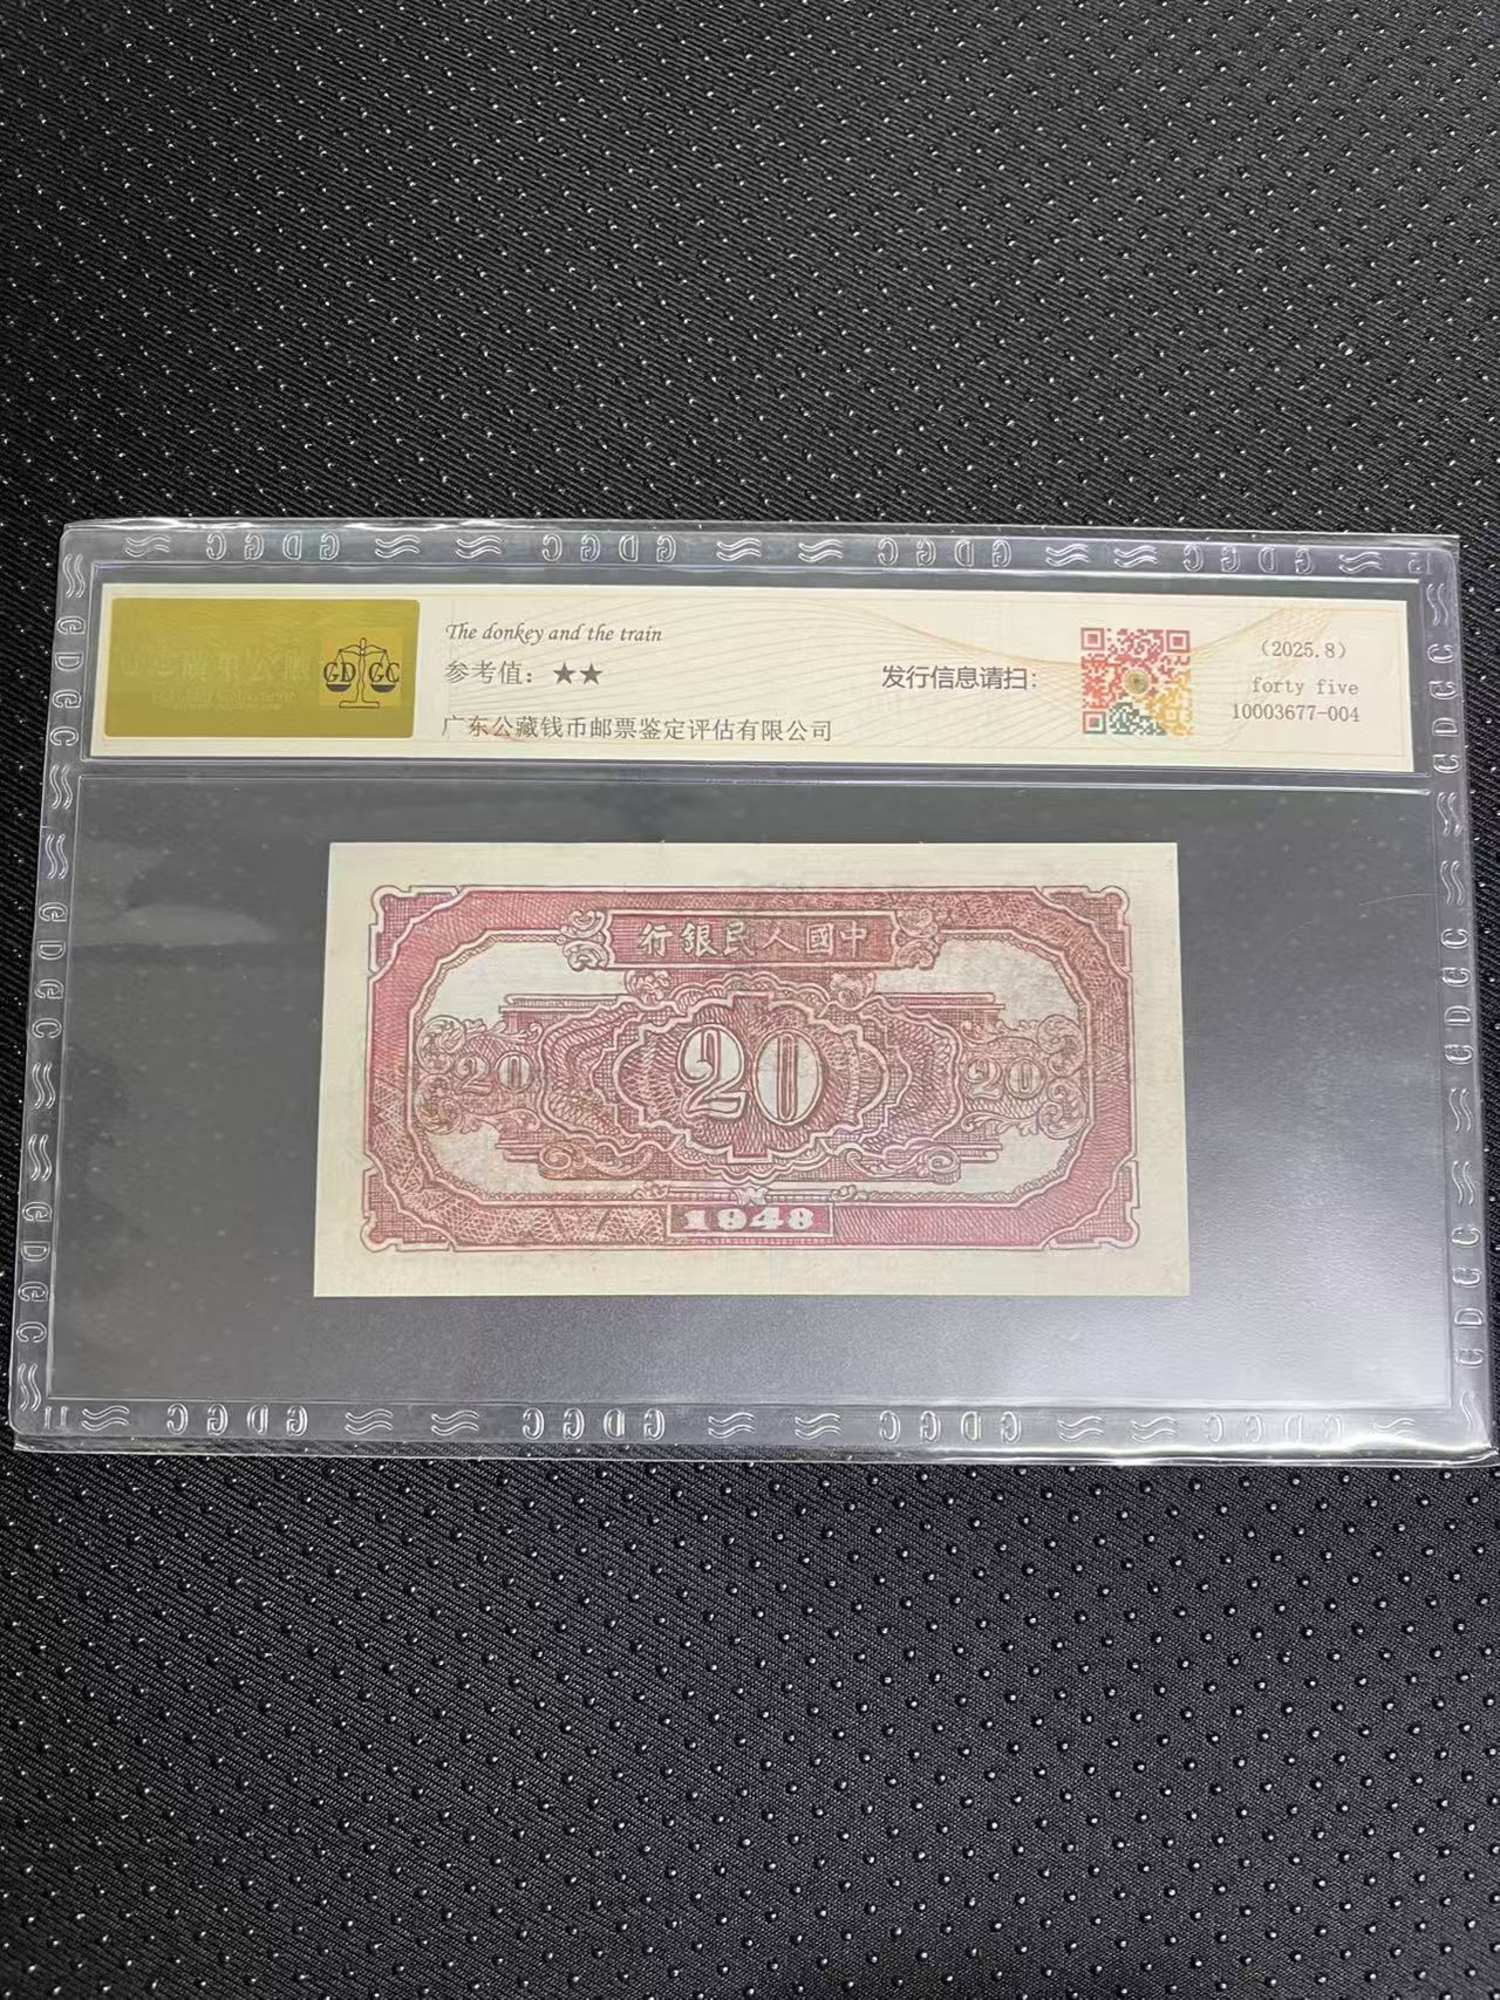 GDGC
The donkey and the train
参考值：★★
广东公藏钱币邮票鉴定评估有限公司
发行信息请扫：
（2025.8）
forty five
10003677-004
行銀民人國中
20 20 20
1948